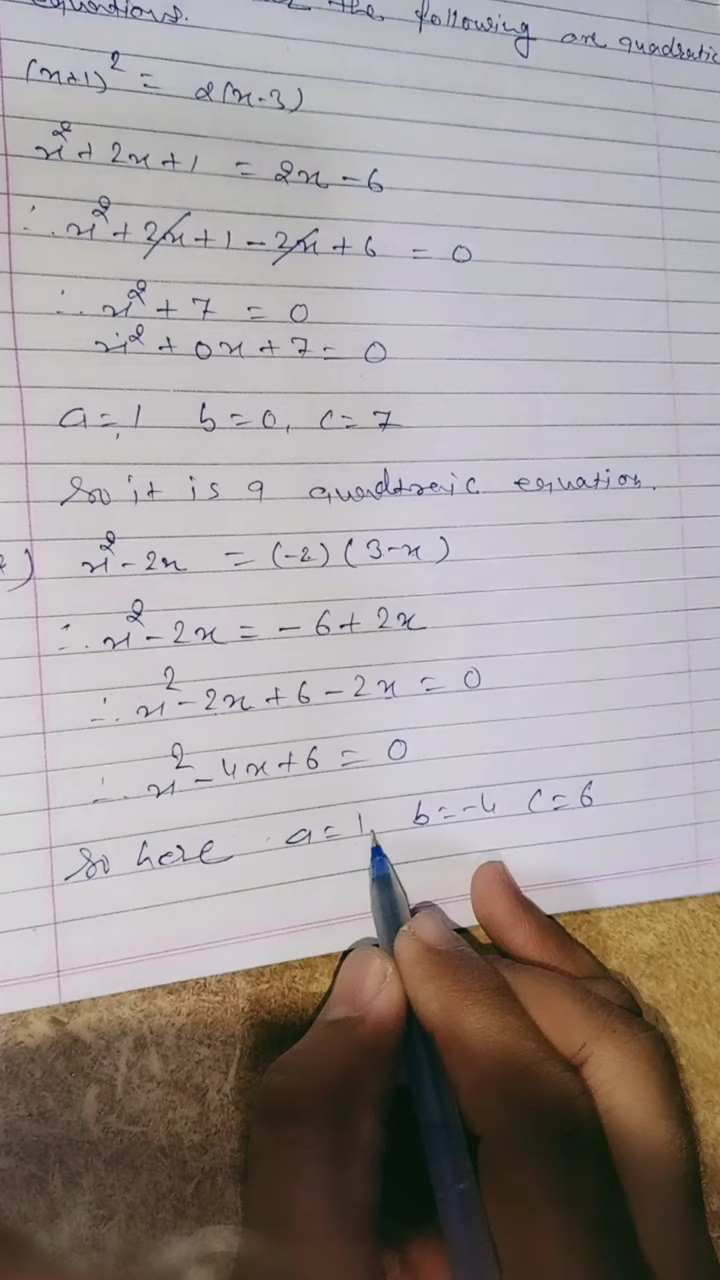 the following are quadratic
equations.
(x+1)² = 2(x-3)
x² + 2x + 1 = 2x - 6
∴ x² + 2x + 1 - 2x + 6 = 0
∴ x² + 7 = 0
x² + 0x + 7 = 0
a = 1 b = 0, c = 7
So it is a quadtraic equation.
) x² - 2x = (-2) (3-x)
∴ x² - 2x = - 6 + 2x
∴ x² - 2x + 6 - 2x = 0
∴ x² - 4x + 6 = 0
So here a = 1, b = -4 c = 6